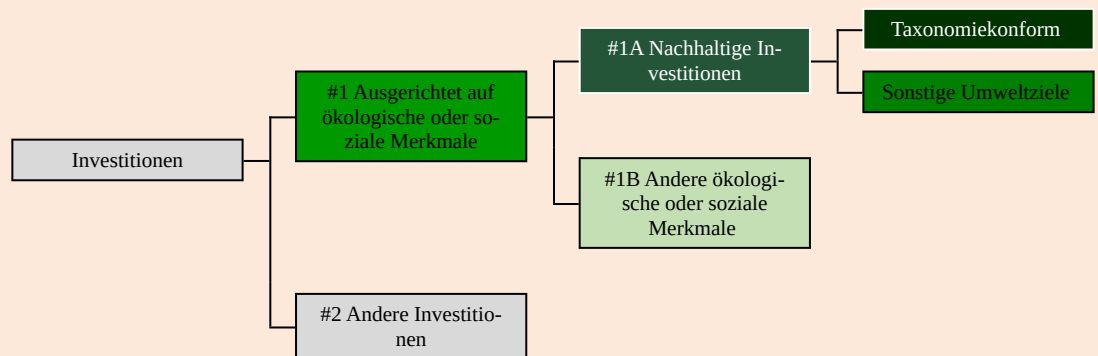 Investitionen
#1 Ausgerichtet auf
ökologische oder so-
ziale Merkmale
#1A Nachhaltige In-
vestitionen
Taxonomiekonform
Sonstige Umweltziele
#1B Andere ökologi-
sche oder soziale
Merkmale
#2 Andere Investitio-
nen